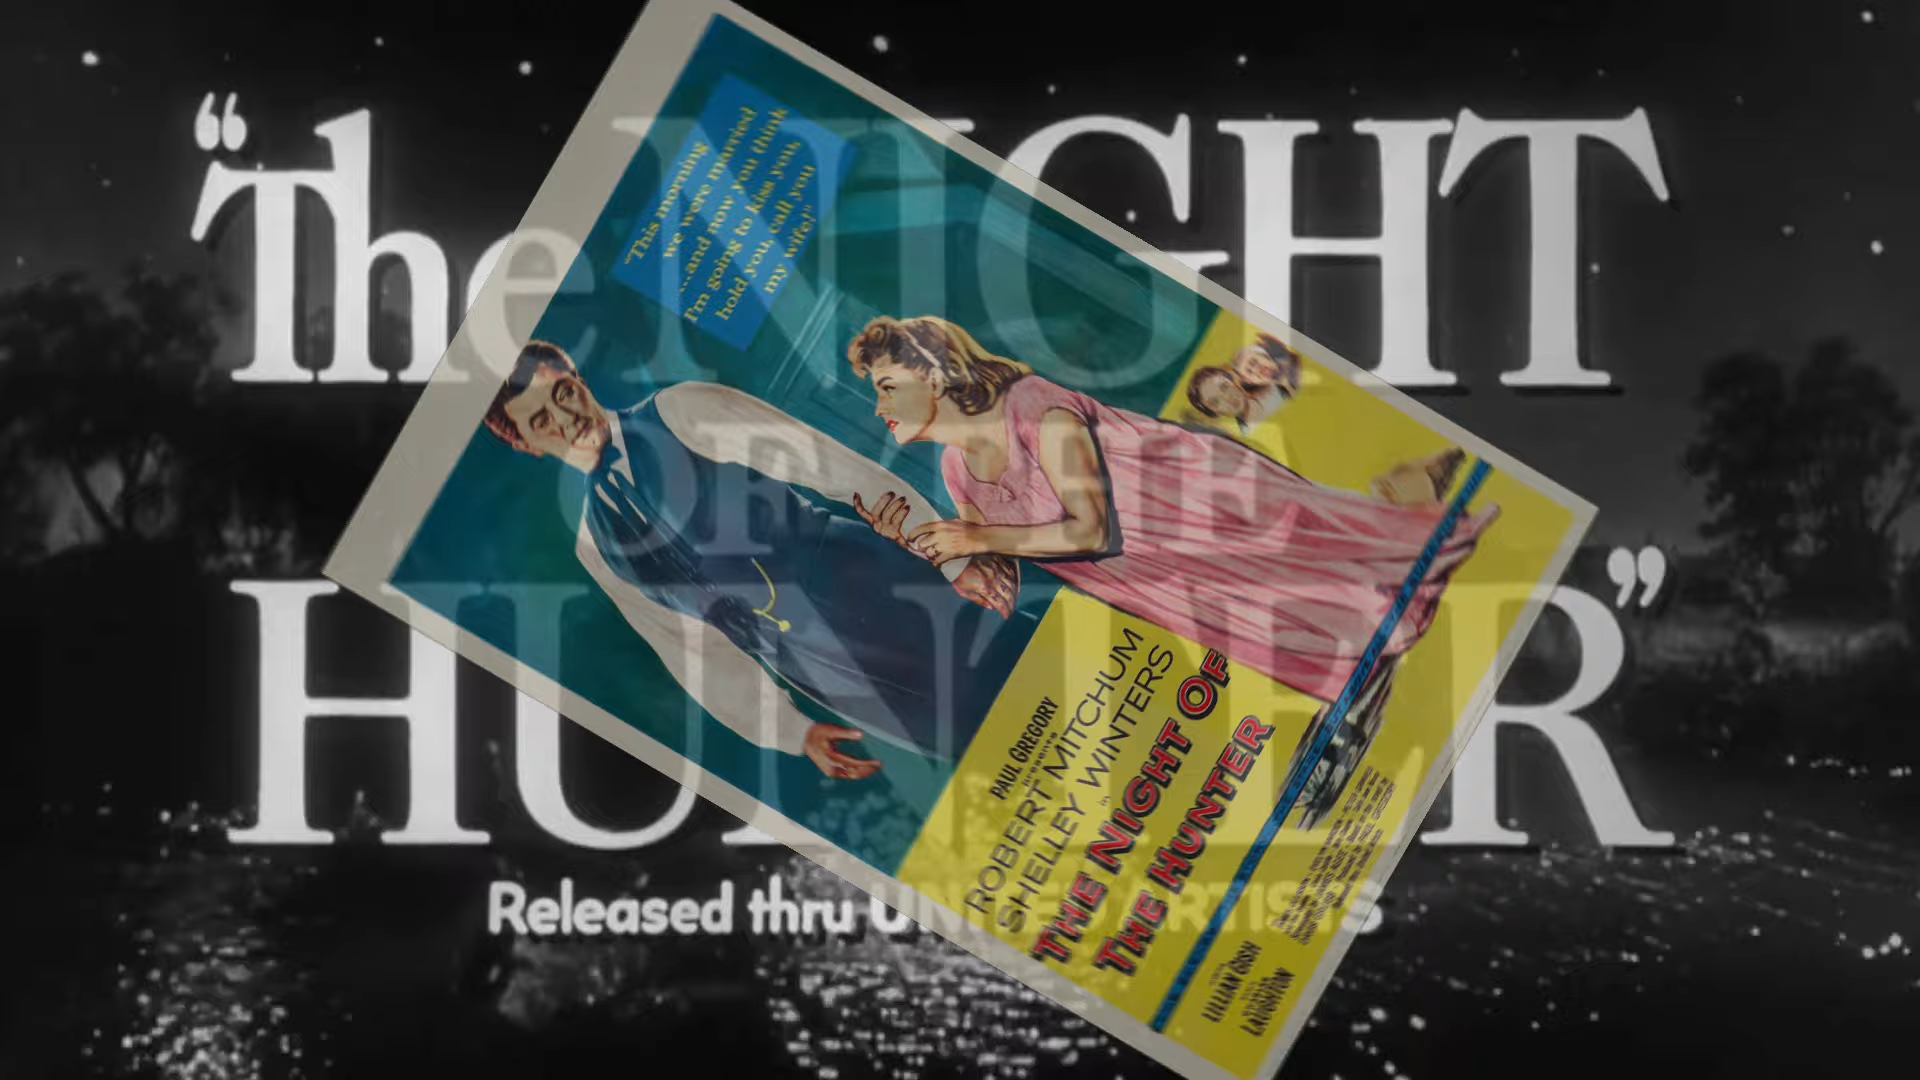 "The NIGHT
OF THE
HUNTER"
Released thru UNITED ARTISTS
"This morning
we were married
...and now you think
I'm going to kiss you,
hold you, call you
my wife!"
PAUL GREGORY
presents
ROBERT MITCHUM
SHELLEY WINTERS
in
THE NIGHT OF
THE HUNTER
LILLIAN GISH
LAUGHTON